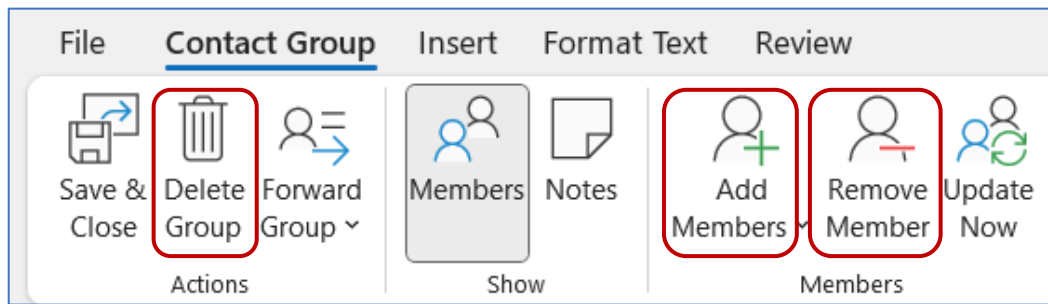 File Contact Group Insert Format Text Review
Save & Delete Forward Members Notes Add Remove Update
Close Group Group Members Member Now
Actions Show Members